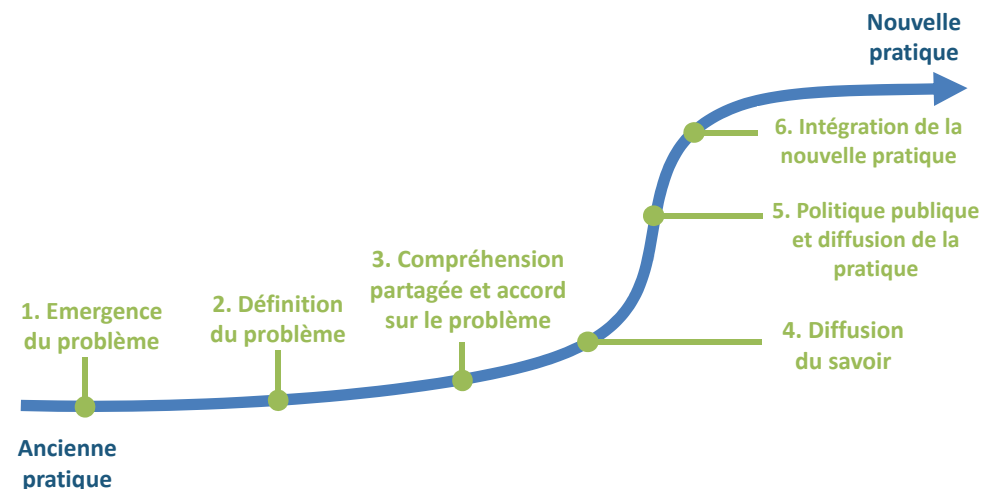 Nouvelle
pratique
6. Intégration de la
nouvelle pratique
5. Politique publique
et diffusion de la
pratique
3. Compréhension
partagée et accord
sur le problème
2. Définition
du problème
1. Emergence
du problème
4. Diffusion
du savoir
Ancienne
pratique